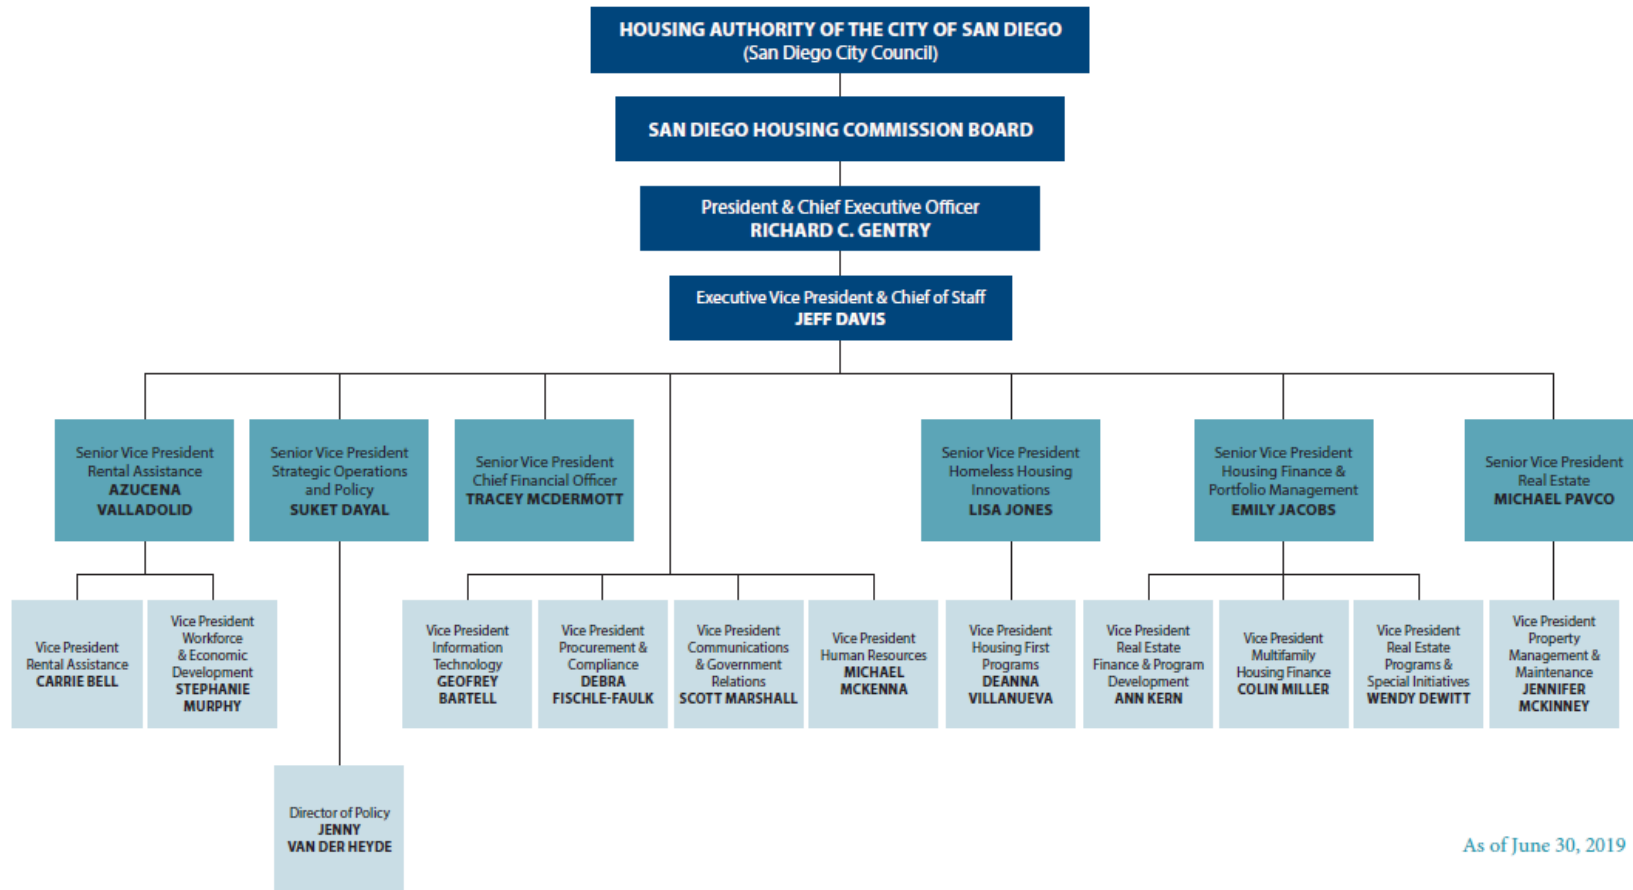 HOUSING AUTHORITY OF THE CITY OF SAN DIEGO
(San Diego City Council)
SAN DIEGO HOUSING COMMISSION BOARD
President & Chief Executive Officer
RICHARD C. GENTRY
Executive Vice President & Chief of Staff
JEFF DAVIS
Senior Vice President
Rental Assistance
AZUCENA
VALLADOLID
Senior Vice President
Strategic Operations
and Policy
SUKET DAYAL
Senior Vice President
Chief Financial Officer
TRACEY MCDERMOTT
Senior Vice President
Homeless Housing
Innovations
LISA JONES
Senior Vice President
Housing Finance &
Portfolio Management
EMILY JACOBS
Senior Vice President
Real Estate
MICHAEL PAVCO
Vice President
Rental Assistance
CARRIE BELL
Vice President
Workforce
& Economic
Development
STEPHANIE
MURPHY
Vice President
Information
Technology
GEOFREY
BARTELL
Vice President
Procurement &
Compliance
DEBRA
FISCHLE-FAULK
Vice President
Communications
& Government
Relations
SCOTT MARSHALL
Vice President
Human Resources
MICHAEL
MCKENNA
Vice President
Housing First
Programs
DEANNA
VILLANUEVA
Vice President
Real Estate
Finance & Program
Development
ANN KERN
Vice President
Multifamily
Housing Finance
COLIN MILLER
Vice President
Real Estate
Programs &
Special Initiatives
WENDY DEWITT
Vice President
Property
Management &
Maintenance
JENNIFER
MCKINNEY
Director of Policy
JENNY
VAN DER HEYDE
As of June 30, 2019